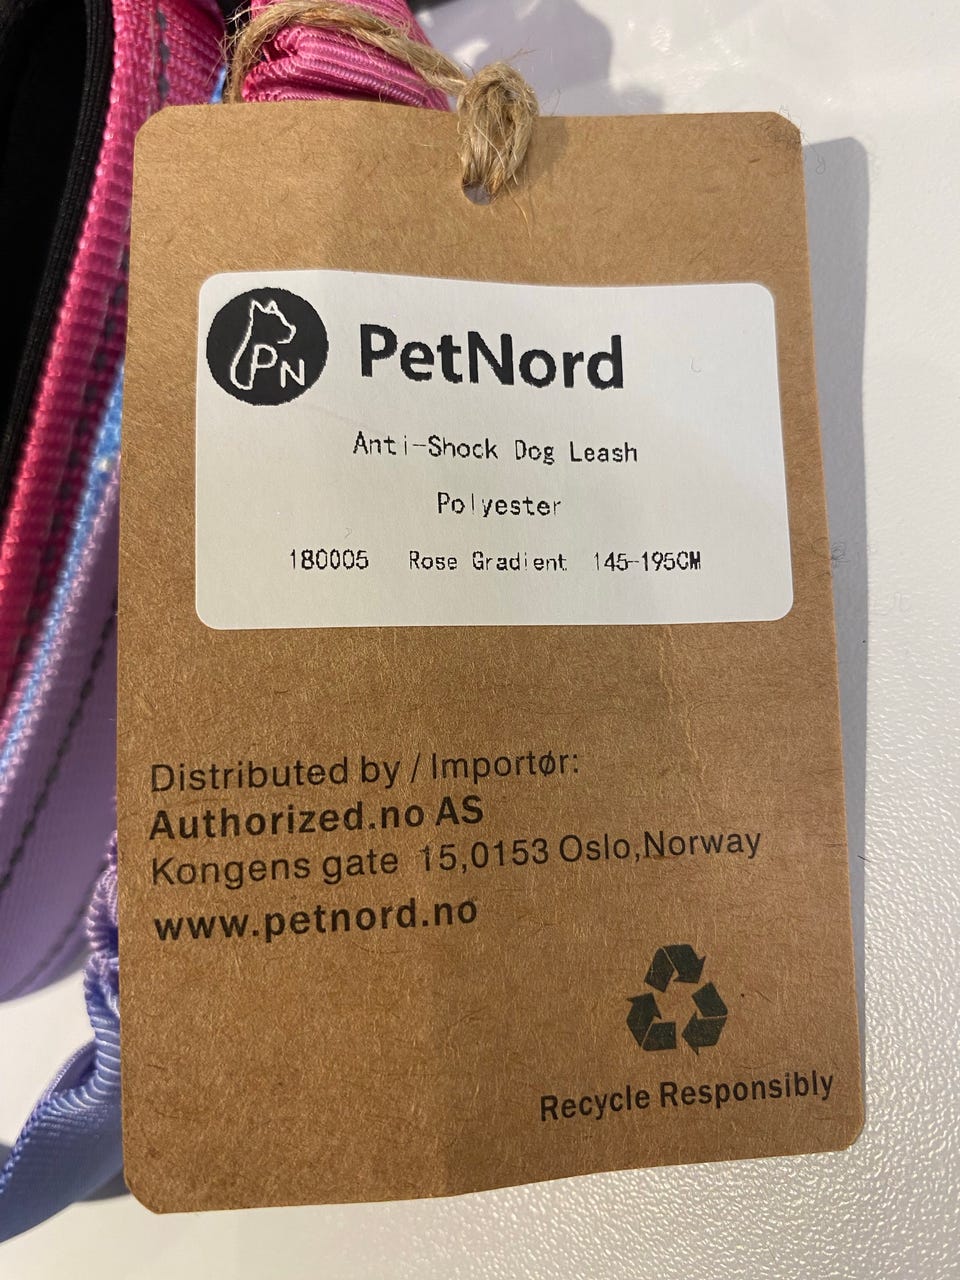 PN
PetNord
Anti-Shock Dog Leash
Polyester
180005 Rose Gradient 145-195CM
Distributed by / Importør:
Authorized.no AS
Kongens gate 15,0153 Oslo,Norway
www.petnord.no
Recycle Responsibly